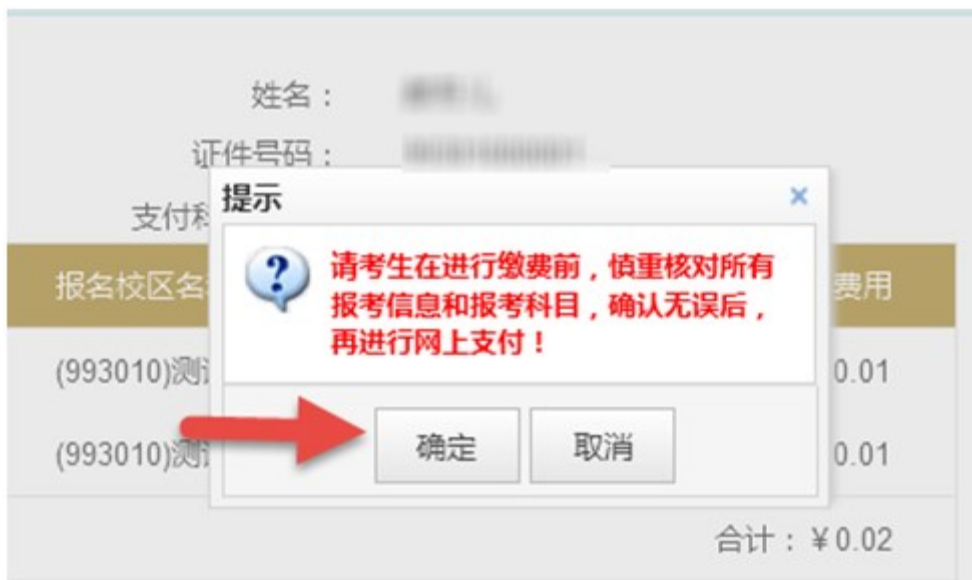 姓名：
证件号码：
支付科
提示
×
请考生在进行缴费前，慎重核对所有
报考信息和报考科目，确认无误后，
再进行网上支付！
报名校区名
费用
(993010)测
0.01
确定 取消
(993010)测
0.01
合计：￥0.02